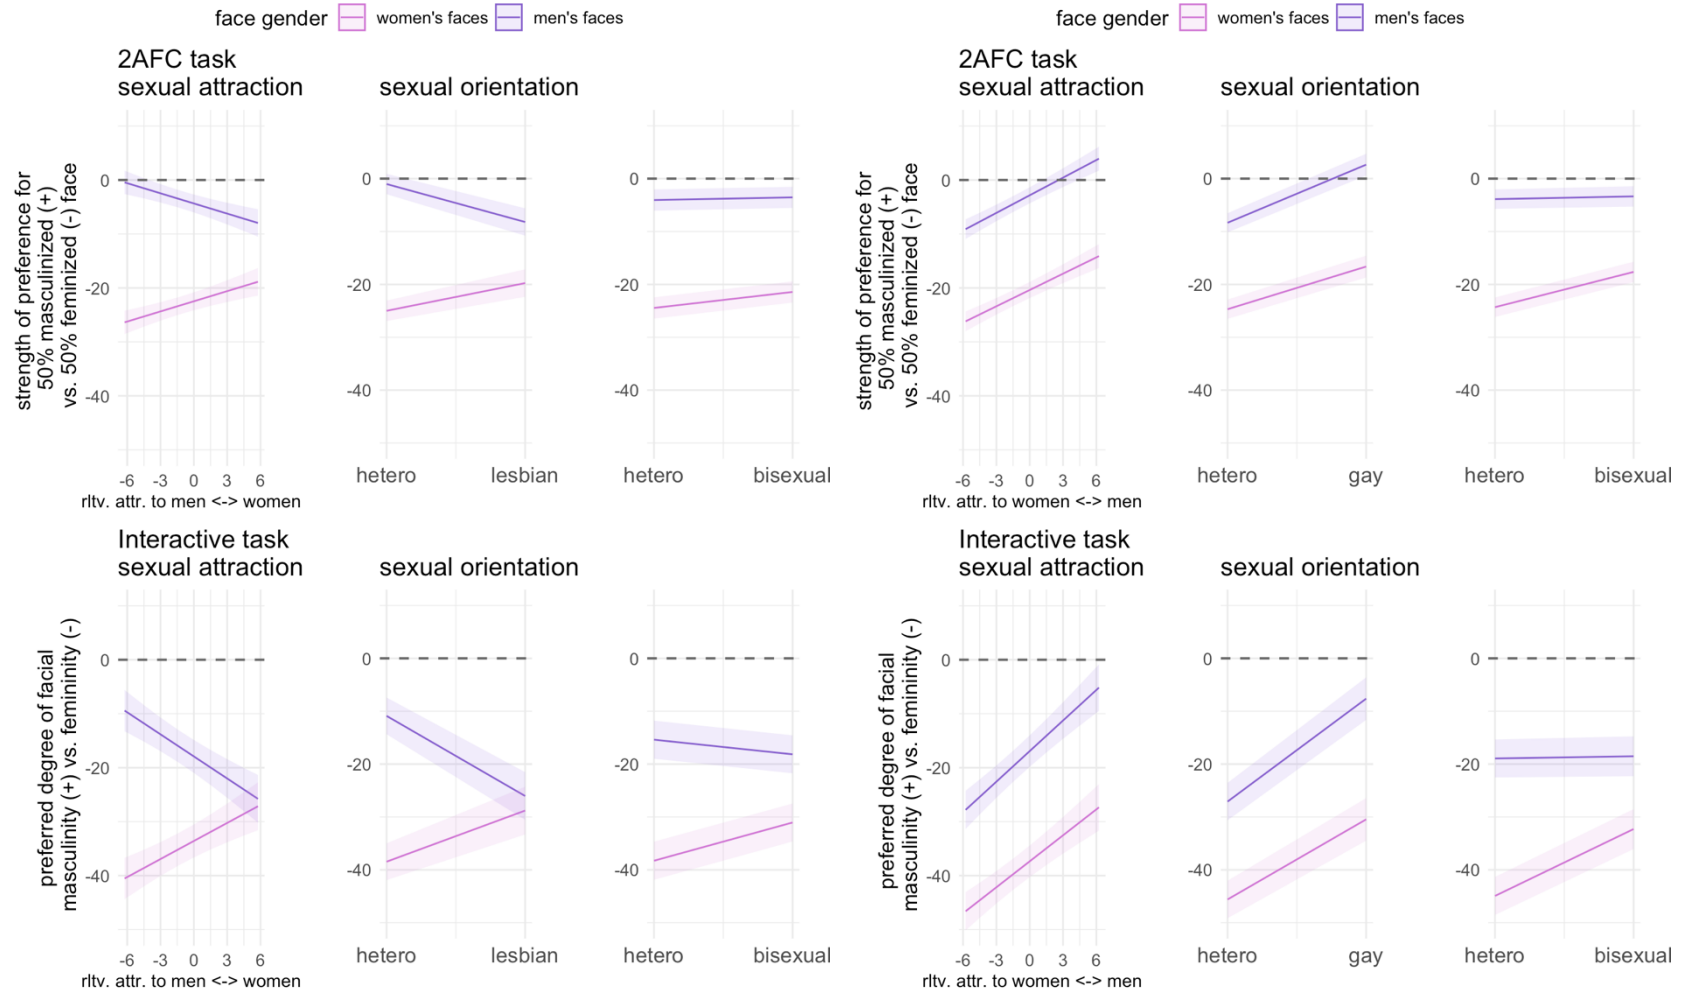 face gender women's faces men's faces
2AFC task
sexual attraction
sexual orientation
strength of preference for
50% masculinized (+)
vs. 50% feminized (-) face
0
-20
-40
-6 -3 0 3 6
rltv. attr. to men <-> women
0
-20
-40
hetero lesbian
0
-20
-40
hetero bisexual
Interactive task
sexual attraction
sexual orientation
preferred degree of facial
masculinity (+) vs. femininity (-)
0
-20
-40
-6 -3 0 3 6
rltv. attr. to men <-> women
0
-20
-40
hetero lesbian
0
-20
-40
hetero bisexual
face gender women's faces men's faces
2AFC task
sexual attraction
sexual orientation
strength of preference for
50% masculinized (+)
vs. 50% feminized (-) face
0
-20
-40
-6 -3 0 3 6
rltv. attr. to women <-> men
0
-20
-40
hetero gay
0
-20
-40
hetero bisexual
Interactive task
sexual attraction
sexual orientation
preferred degree of facial
masculinity (+) vs. femininity (-)
0
-20
-40
-6 -3 0 3 6
rltv. attr. to women <-> men
0
-20
-40
hetero gay
0
-20
-40
hetero bisexual